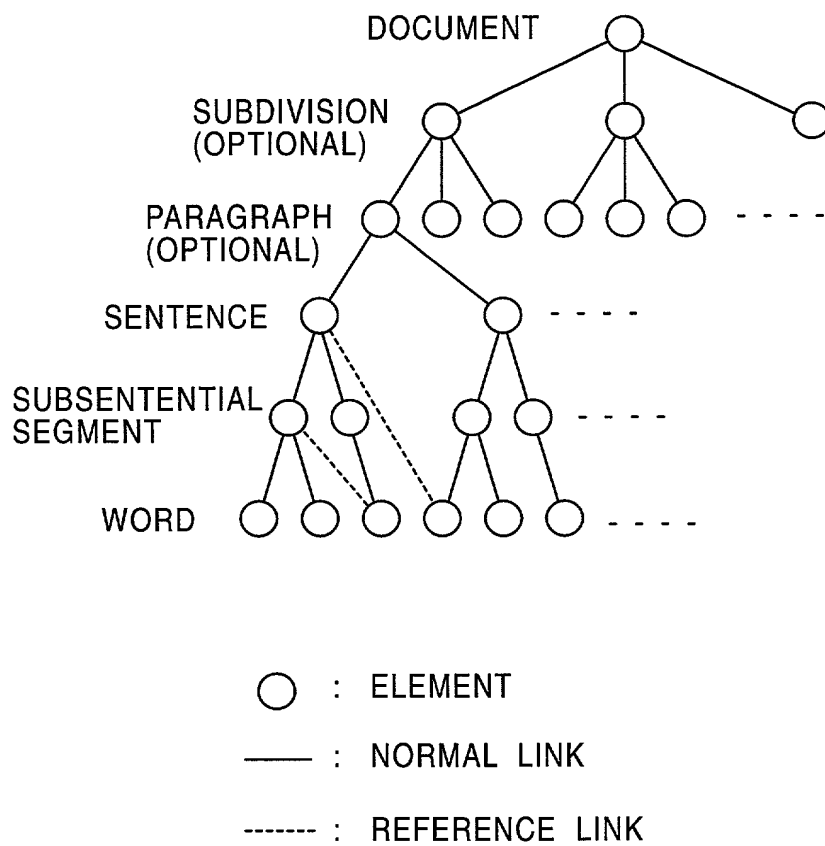 DOCUMENT
SUBDIVISION
(OPTIONAL)
PARAGRAPH
(OPTIONAL)
SENTENCE
SUBSENTENTIAL
SEGMENT
WORD
: ELEMENT
: NORMAL LINK
: REFERENCE LINK